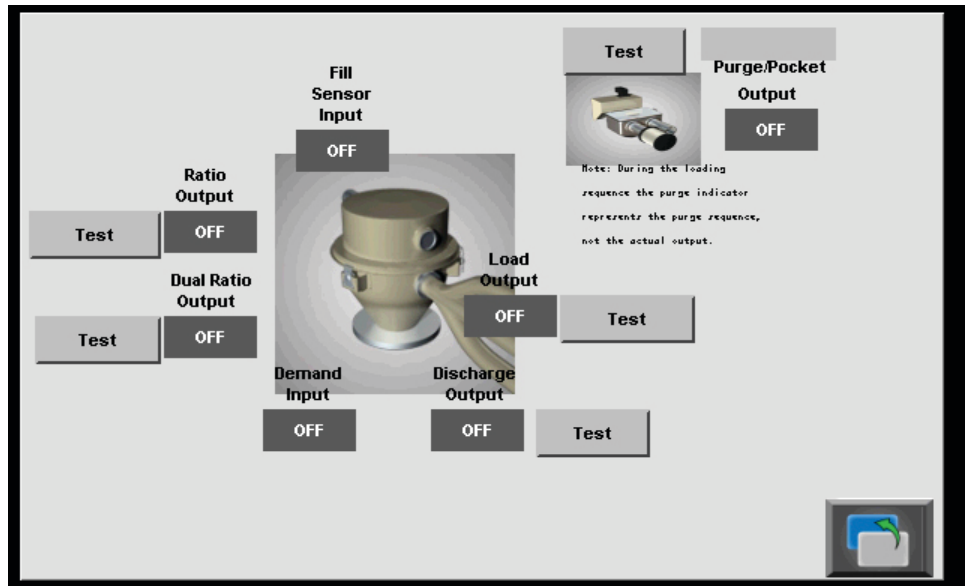 Test
Purge/Pocket
Output
OFF
Fill
Sensor
Input
OFF
Note: During the loading
sequence the purge indicator
represents the purge sequence,
not the actual output.
Ratio
Output
Test
OFF
Dual Ratio
Output
Test
OFF
Load
Output
OFF
Test
Demand
Input
OFF
Discharge
Output
OFF
Test